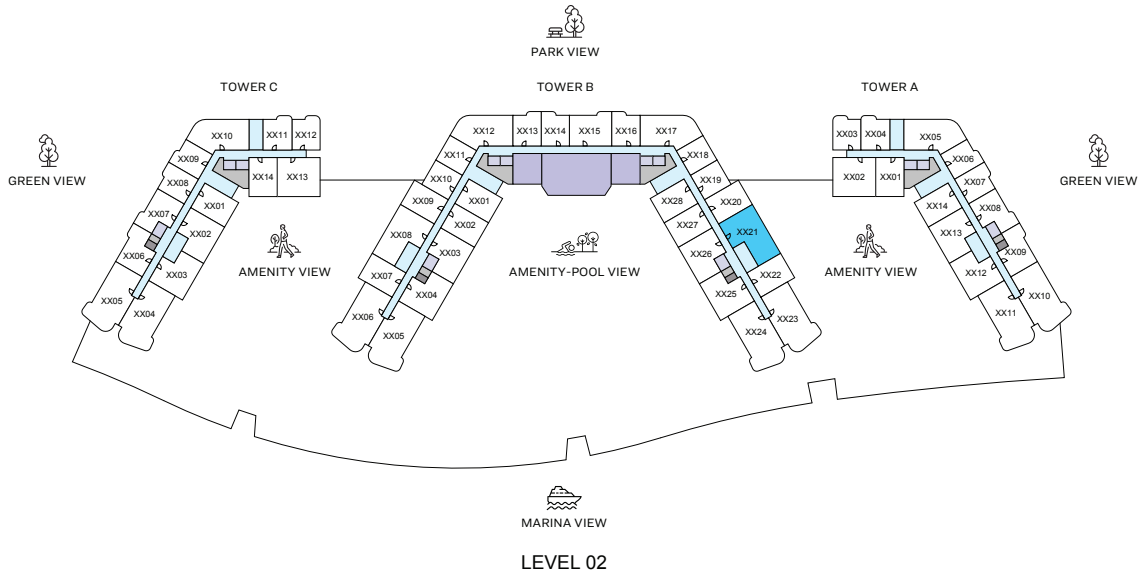 PARK VIEW
TOWER C
TOWER B
TOWER A
GREEN VIEW
GREEN VIEW
XX10
XX11
XX12
XX09
XX08
XX07
XX06
XX05
XX04
XX03
XX02
XX01
XX14
XX13
AMENITY VIEW
XX12
XX13
XX14
XX15
XX16
XX17
XX11
XX10
XX09
XX08
XX07
XX06
XX05
XX04
XX03
XX02
XX01
AMENITY-POOL VIEW
XX18
XX19
XX20
XX21
XX22
XX23
XX24
XX25
XX26
XX27
XX28
AMENITY VIEW
XX03
XX04
XX05
XX02
XX01
XX06
XX07
XX08
XX09
XX10
XX11
XX12
XX13
XX14
MARINA VIEW
LEVEL 02